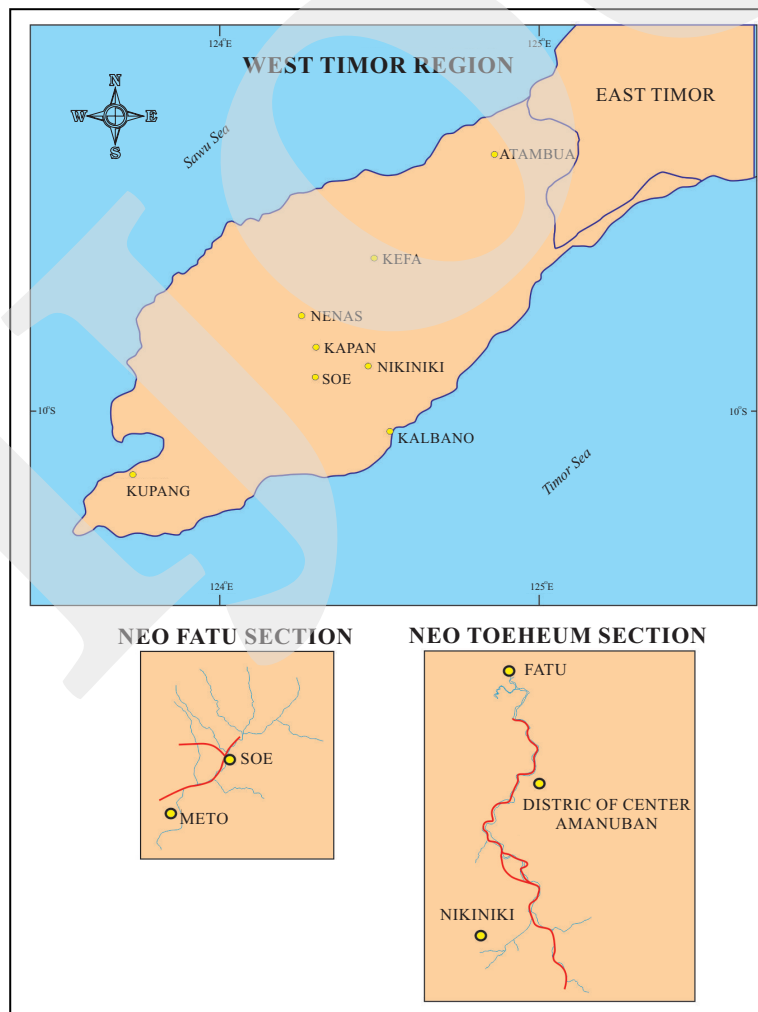 124°E
125°E
WEST TIMOR REGION
EAST TIMOR
N
W E
S
Sawu Sea
ATAMBUA
KEFA
NENAS
KAPAN
NIKINIKI
SOE
10°S
10°S
KALBANO
Timor Sea
KUPANG
124°E
125°E
NEO FATU SECTION
NEO TOEHEUM SECTION
FATU
SOE
DISTRIC OF CENTER
AMANUBAN
METO
NIKINIKI